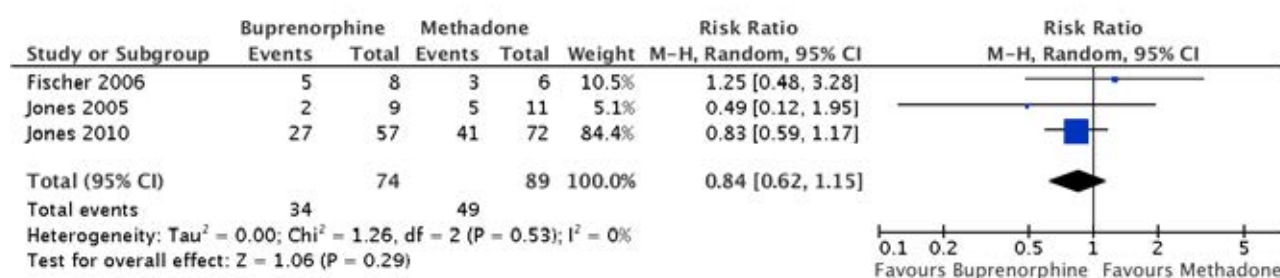 Buprenorphine Methadone Risk Ratio Risk Ratio
Study or Subgroup Events Total Events Total Weight M-H, Random, 95% CI M-H, Random, 95% CI
Fischer 2006 5 8 3 6 10.5% 1.25 [0.48, 3.28]
Jones 2005 2 9 5 11 5.1% 0.49 [0.12, 1.95]
Jones 2010 27 57 41 72 84.4% 0.83 [0.59, 1.17]
Total (95% CI) 74 89 100.0% 0.84 [0.62, 1.15]
Total events 34 49
Heterogeneity: Tau² = 0.00; Chi² = 1.26, df = 2 (P = 0.53); I² = 0%
Test for overall effect: Z = 1.06 (P = 0.29)
0.1 0.2 0.5 1 2 5
Favours Buprenorphine Favours Methadone